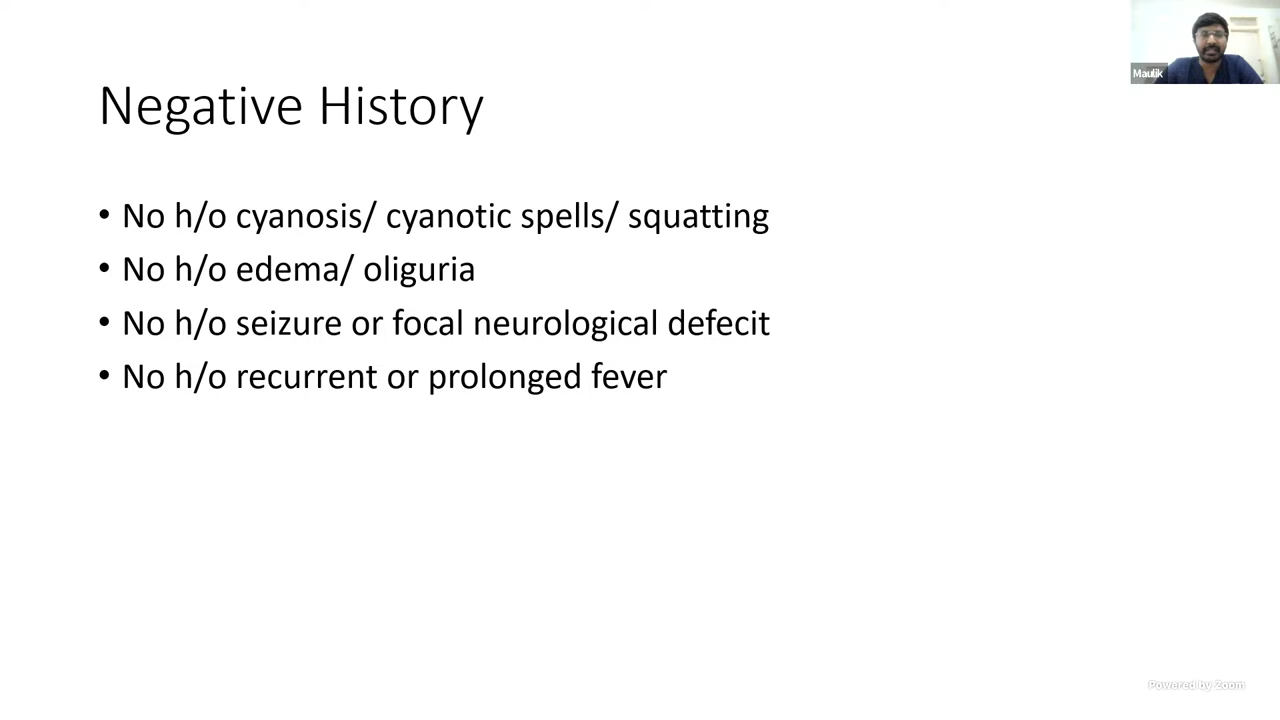 Maulik
Negative History
• No h/o cyanosis/ cyanotic spells/ squatting
• No h/o edema/ oliguria
• No h/o seizure or focal neurological defecit
• No h/o recurrent or prolonged fever
Powered by Zoom